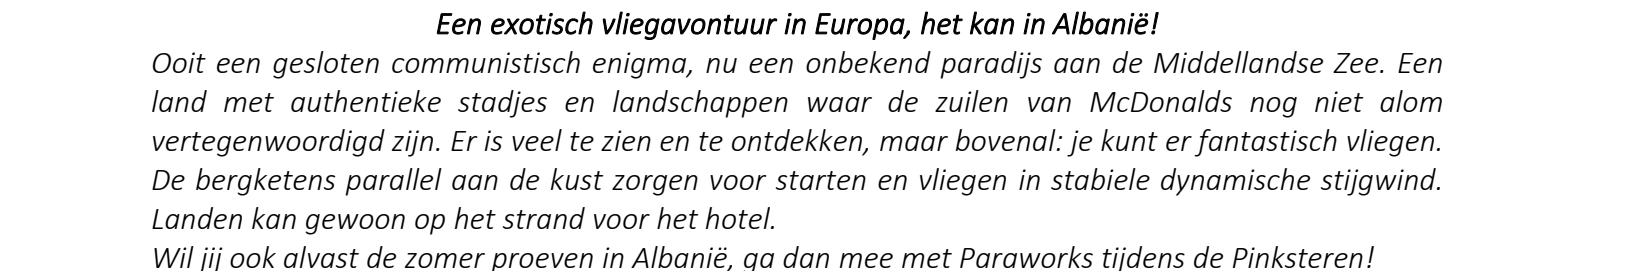 Een exotisch vliegavontuur in Europa, het kan in Albanië!
Ooit een gesloten communistisch enigma, nu een onbekend paradijs aan de Middellandse Zee. Een
land met authentieke stadjes en landschappen waar de zuilen van McDonalds nog niet alom
vertegenwoordigd zijn. Er is veel te zien en te ontdekken, maar bovenal: je kunt er fantastisch vliegen.
De bergketens parallel aan de kust zorgen voor starten en vliegen in stabiele dynamische stijgwind.
Landen kan gewoon op het strand voor het hotel.
Wil jij ook alvast de zomer proeven in Albanië, ga dan mee met Paraworks tijdens de Pinksteren!